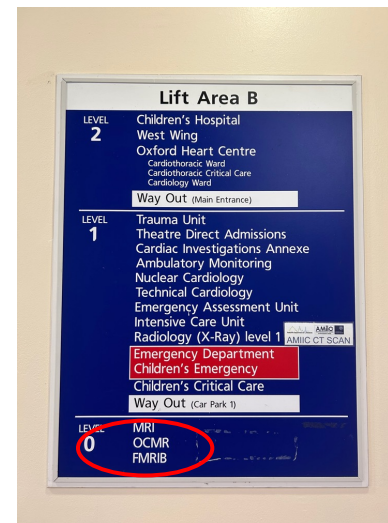 Lift Area B
LEVEL
2
Children's Hospital
West Wing
Oxford Heart Centre
Cardiothoracic Ward
Cardiothoracic Critical Care
Cardiology Ward
Way Out (Main Entrance)
LEVEL
1
Trauma Unit
Theatre Direct Admissions
Cardiac Investigations Annexe
Ambulatory Monitoring
Nuclear Cardiology
Technical Cardiology
Emergency Assessment Unit
Intensive Care Unit
Radiology (X-Ray) level 1
AMIIC CT SCAN
Emergency Department
Children's Emergency
Children's Critical Care
Way Out (Car Park 1)
LEVEL
0
MRI
OCMR
FMRIB